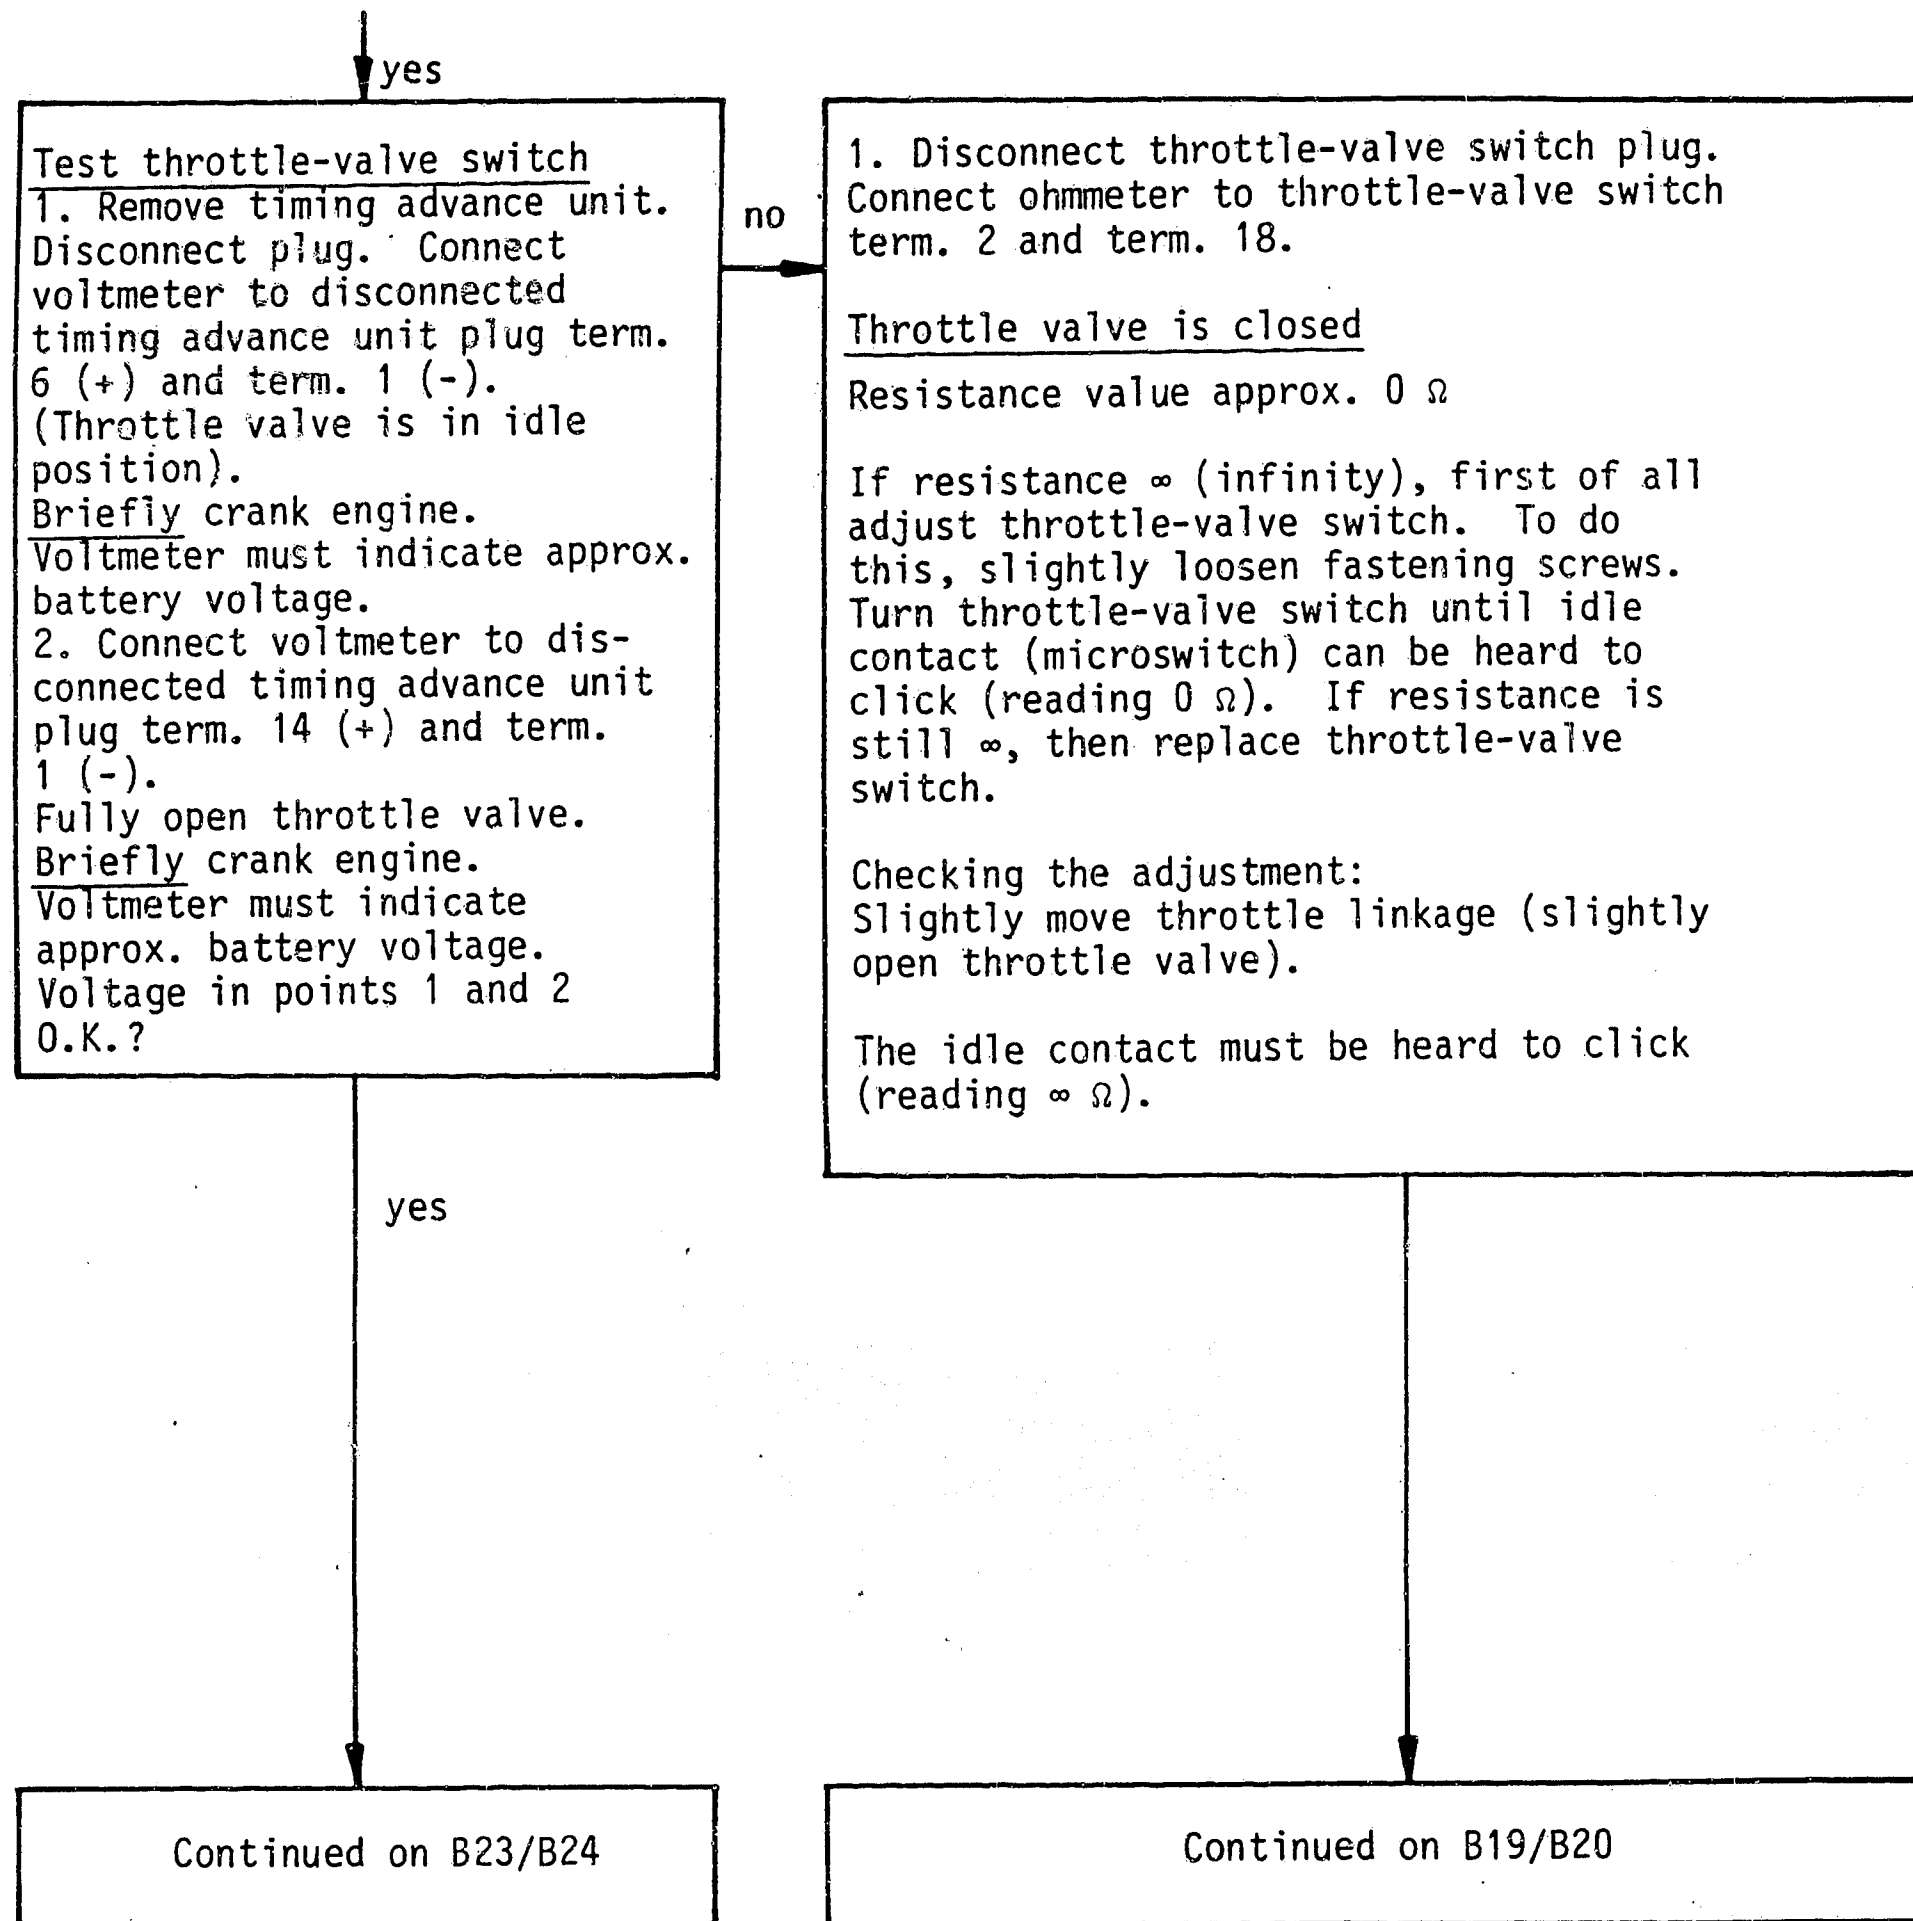 yes
Test throttle-valve switch
1. Remove timing advance unit.
Disconnect plug. Connect
voltmeter to disconnected
timing advance unit plug term.
6 (+) and term. 1 (-).
(Throttle valve is in idle
position).
Briefly crank engine.
Voltmeter must indicate approx.
battery voltage.
2. Connect voltmeter to dis-
connected timing advance unit
plug term. 14 (+) and term.
1 (-).
Fully open throttle valve.
Briefly crank engine.
Voltmeter must indicate
approx. battery voltage.
Voltage in points 1 and 2
O.K.?
no
1. Disconnect throttle-valve switch plug.
Connect ohmmeter to throttle-valve switch
term. 2 and term. 18.
Throttle valve is closed
Resistance value approx. 0 Ω
If resistance ∞ (infinity), first of all
adjust throttle-valve switch. To do
this, slightly loosen fastening screws.
Turn throttle-valve switch until idle
contact (microswitch) can be heard to
click (reading 0 Ω). If resistance is
still ∞, then replace throttle-valve
switch.
Checking the adjustment:
Slightly move throttle linkage (slightly
open throttle valve).
The idle contact must be heard to click
(reading ∞ Ω).
yes
Continued on B23/B24
Continued on B19/B20